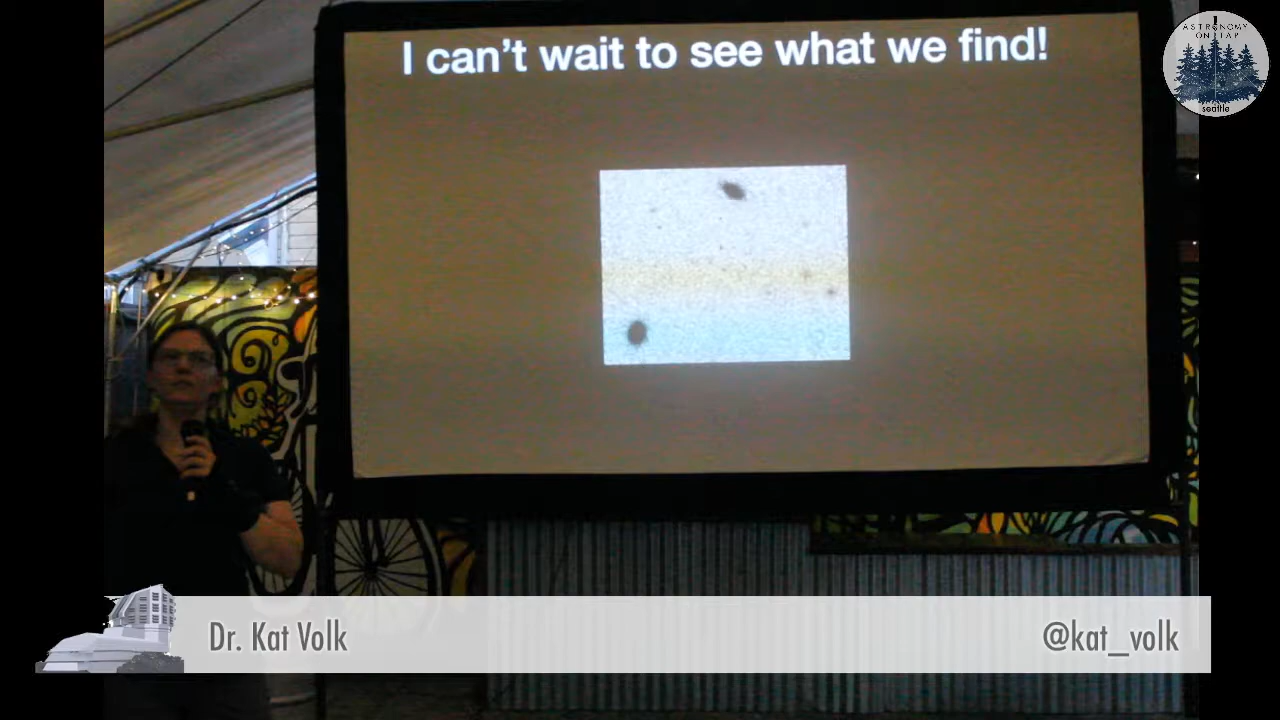 I can't wait to see what we find!
ASTRONOMY
ON TAP
seattle
Dr. Kat Volk
@kat_volk